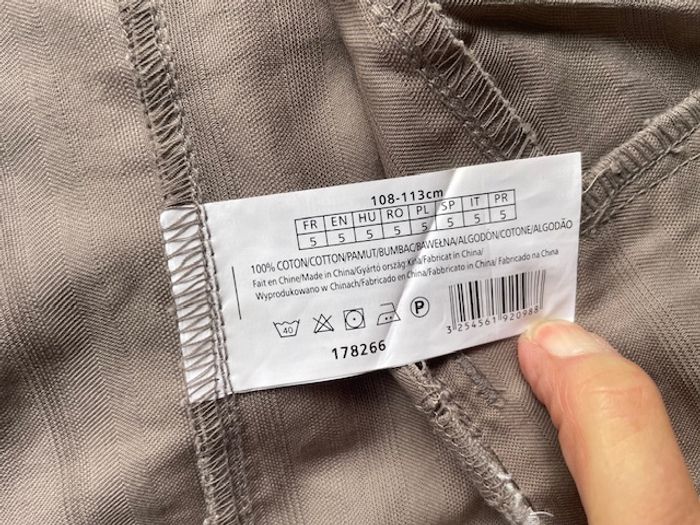 108-113cm
FR EN HU RO PL SP IT PR
5 5 5 5 5 5 5 5
100% COTON/COTTON/PAMUT/BUMBAC/BAWEŁNA/ALGODÒN/COTONE/ALGODÃO
Fait en Chine/Made in China/Gyártó ország:Kína/Fabricat in China/
Wyprodukowano w Chinach/Fabricado en China/Fabbricato in China/ Fabricado na China
40
P
3 254561 920988
178266